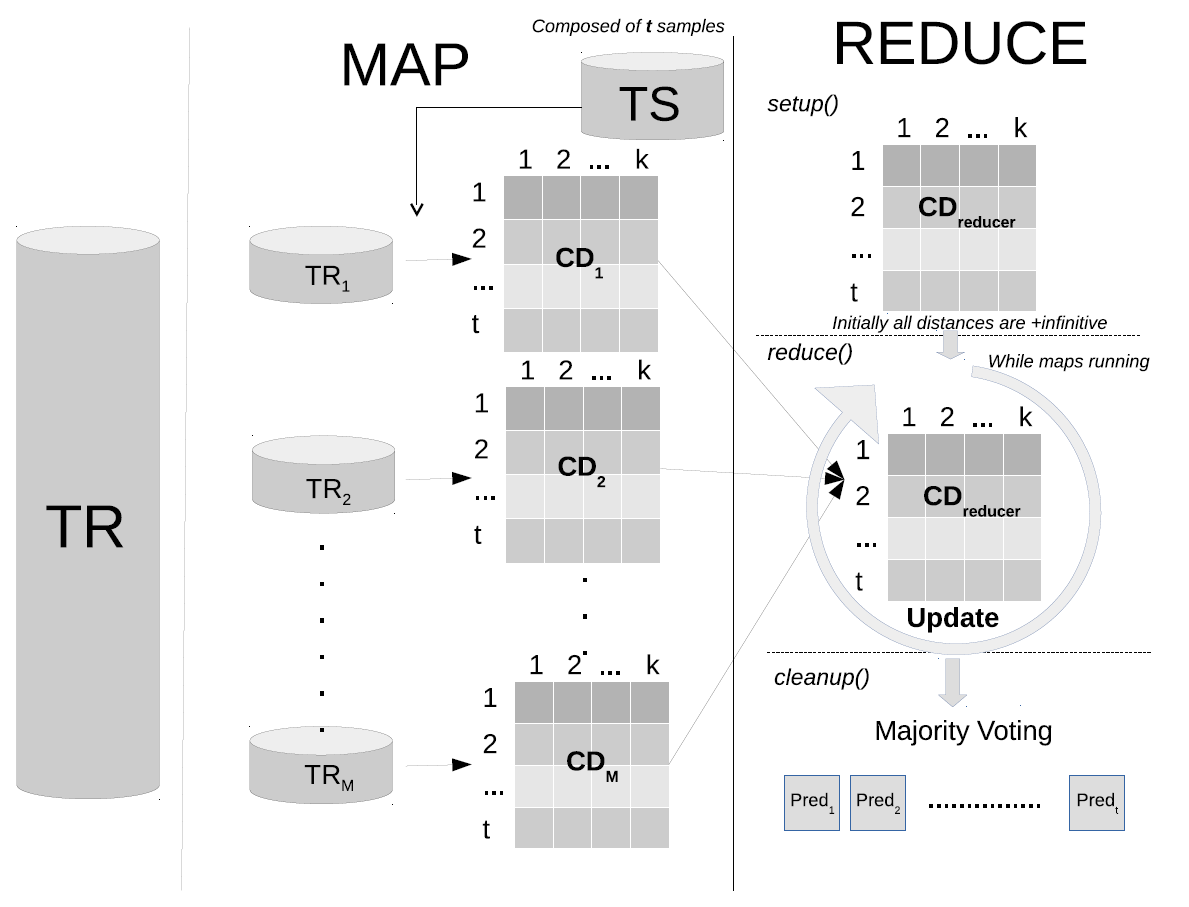 TR
MAP
Composed of t samples
TS
TR1
1 2 ... k
1
2
...
t
CD1
TR2
1 2 ... k
1
2
...
t
CD2
TRM
1 2 ... k
1
2
...
t
CDM
REDUCE
setup()
1 2 ... k
1
2
...
t
CDreducer
Initially all distances are +infinitive
reduce()
While maps running
1 2 ... k
1
2
...
t
CDreducer
Update
cleanup()
Majority Voting
Pred1 Pred2 ................ Predt